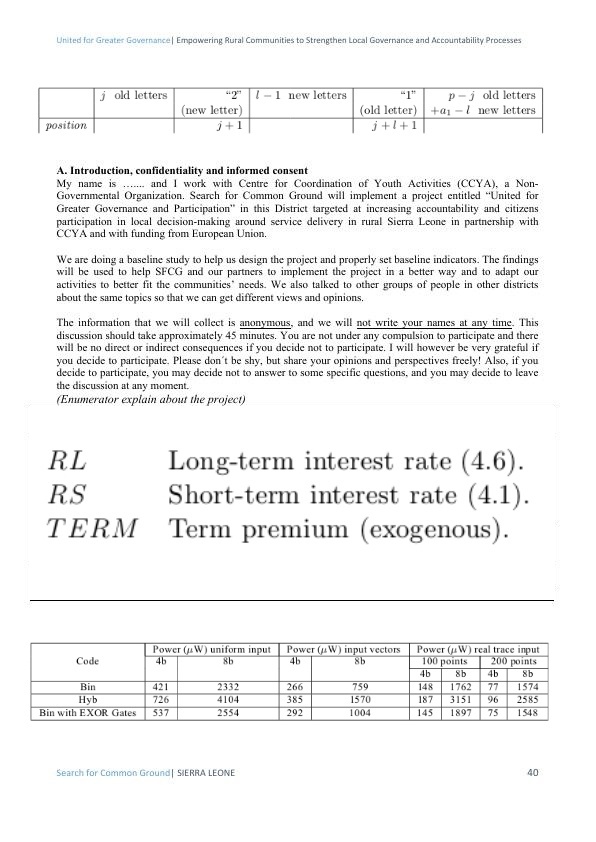 United for Greater Governance| Empowering Rural Communities to Strengthen Local Governance and Accountability Processes
j old letters “2” l − 1 new letters “1” p − j old letters
(new letter) (old letter) +a₁ − l new letters
position j + 1 j + l + 1
A. Introduction, confidentiality and informed consent
My name is ….... and I work with Centre for Coordination of Youth Activities (CCYA), a Non-
Governmental Organization. Search for Common Ground will implement a project entitled “United for
Greater Governance and Participation” in this District targeted at increasing accountability and citizens
participation in local decision-making around service delivery in rural Sierra Leone in partnership with
CCYA and with funding from European Union.
We are doing a baseline study to help us design the project and properly set baseline indicators. The findings
will be used to help SFCG and our partners to implement the project in a better way and to adapt our
activities to better fit the communities’ needs. We also talked to other groups of people in other districts
about the same topics so that we can get different views and opinions.
The information that we will collect is anonymous, and we will not write your names at any time. This
discussion should take approximately 45 minutes. You are not under any compulsion to participate and there
will be no direct or indirect consequences if you decide not to participate. I will however be very grateful if
you decide to participate. Please don´t be shy, but share your opinions and perspectives freely! Also, if you
decide to participate, you may decide not to answer to some specific questions, and you may decide to leave
the discussion at any moment.
(Enumerator explain about the project)
RL Long-term interest rate (4.6).
RS Short-term interest rate (4.1).
TERM Term premium (exogenous).
Power (μW) uniform input Power (μW) input vectors Power (μW) real trace input
Code 4b 8b 4b 8b 100 points 200 points
4b 8b 4b 8b
Bin 421 2332 266 759 148 1762 77 1574
Hyb 726 4104 385 1570 187 3151 96 2585
Bin with EXOR Gates 537 2554 292 1004 145 1897 75 1548
Search for Common Ground| SIERRA LEONE 40